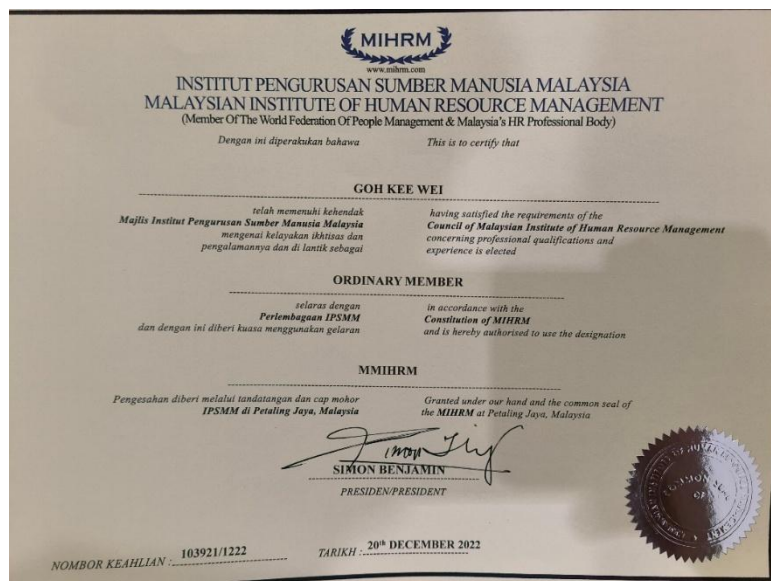 MIHRM
www.mihrm.com
INSTITUT PENGURUSAN SUMBER MANUSIA MALAYSIA
MALAYSIAN INSTITUTE OF HUMAN RESOURCE MANAGEMENT
(Member Of The World Federation Of People Management & Malaysia's HR Professional Body)
Dengan ini diperakukan bahawa
This is to certify that
GOH KEE WEI
telah memenuhi kehendak
Majlis Institut Pengurusan Sumber Manusia Malaysia
mengenai kelayakan ikhtisas dan
pengalamannya dan di lantik sebagai
having satisfied the requirements of the
Council of Malaysian Institute of Human Resource Management
concerning professional qualifications and
experience is elected
ORDINARY MEMBER
selaras dengan
Perlembagaan IPSMM
dan dengan ini diberi kuasa menggunakan gelaran
in accordance with the
Constitution of MIHRM
and is hereby authorised to use the designation
MMIHRM
Pengesahan diberi melalui tandatangan dan cap mohor
IPSMM di Petaling Jaya, Malaysia
Granted under our hand and the common seal of
the MIHRM at Petaling Jaya, Malaysia
SIMON BENJAMIN
PRESIDEN/PRESIDENT
NOMBOR KEAHLIAN : 103921/1222
TARIKH : 20th DECEMBER 2022
COMMON SEAL